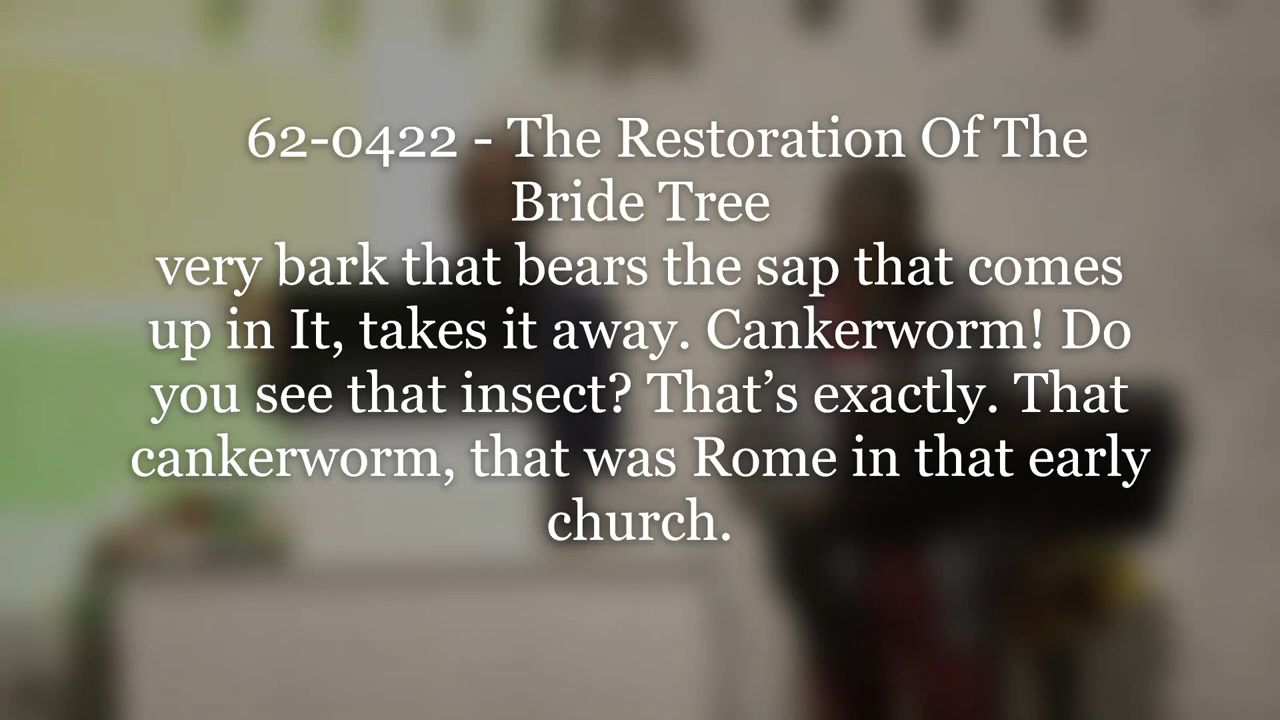 62-0422 - The Restoration Of The
Bride Tree
very bark that bears the sap that comes
up in It, takes it away. Cankerworm! Do
you see that insect? That’s exactly. That
cankerworm, that was Rome in that early
church.